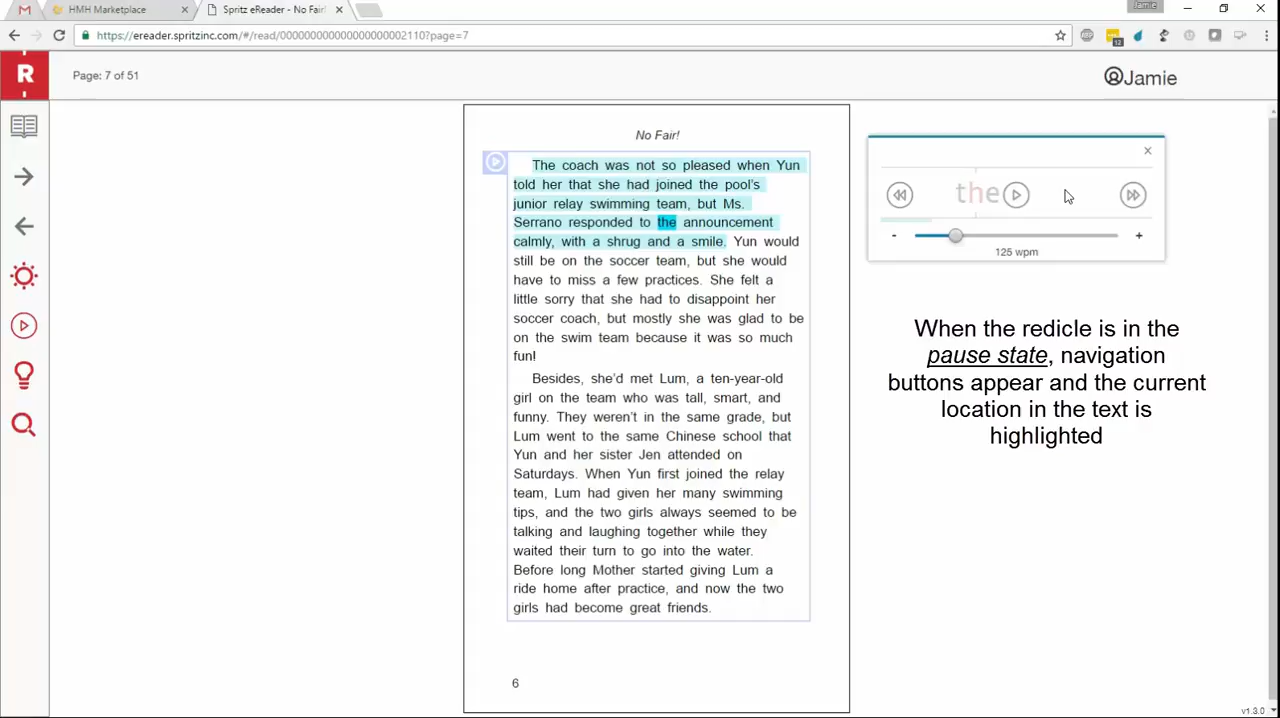 Jamie
HMH Marketplace
Spritz eReader - No Fair!
https://ereader.spritzinc.com/#/read/0000000000000000000002110?page=7
12
R
Page: 7 of 51
Jamie
No Fair!
The coach was not so pleased when Yun
told her that she had joined the pool's
junior relay swimming team, but Ms.
Serrano responded to the announcement
calmly, with a shrug and a smile. Yun would
still be on the soccer team, but she would
have to miss a few practices. She felt a
little sorry that she had to disappoint her
soccer coach, but mostly she was glad to be
on the swim team because it was so much
fun!
Besides, she'd met Lum, a ten-year-old
girl on the team who was tall, smart, and
funny. They weren't in the same grade, but
Lum went to the same Chinese school that
Yun and her sister Jen attended on
Saturdays. When Yun first joined the relay
team, Lum had given her many swimming
tips, and the two girls always seemed to be
talking and laughing together while they
waited their turn to go into the water.
Before long Mother started giving Lum a
ride home after practice, and now the two
girls had become great friends.
6
the
- +
125 wpm
When the redicle is in the
pause state, navigation
buttons appear and the current
location in the text is
highlighted
v1.3.0